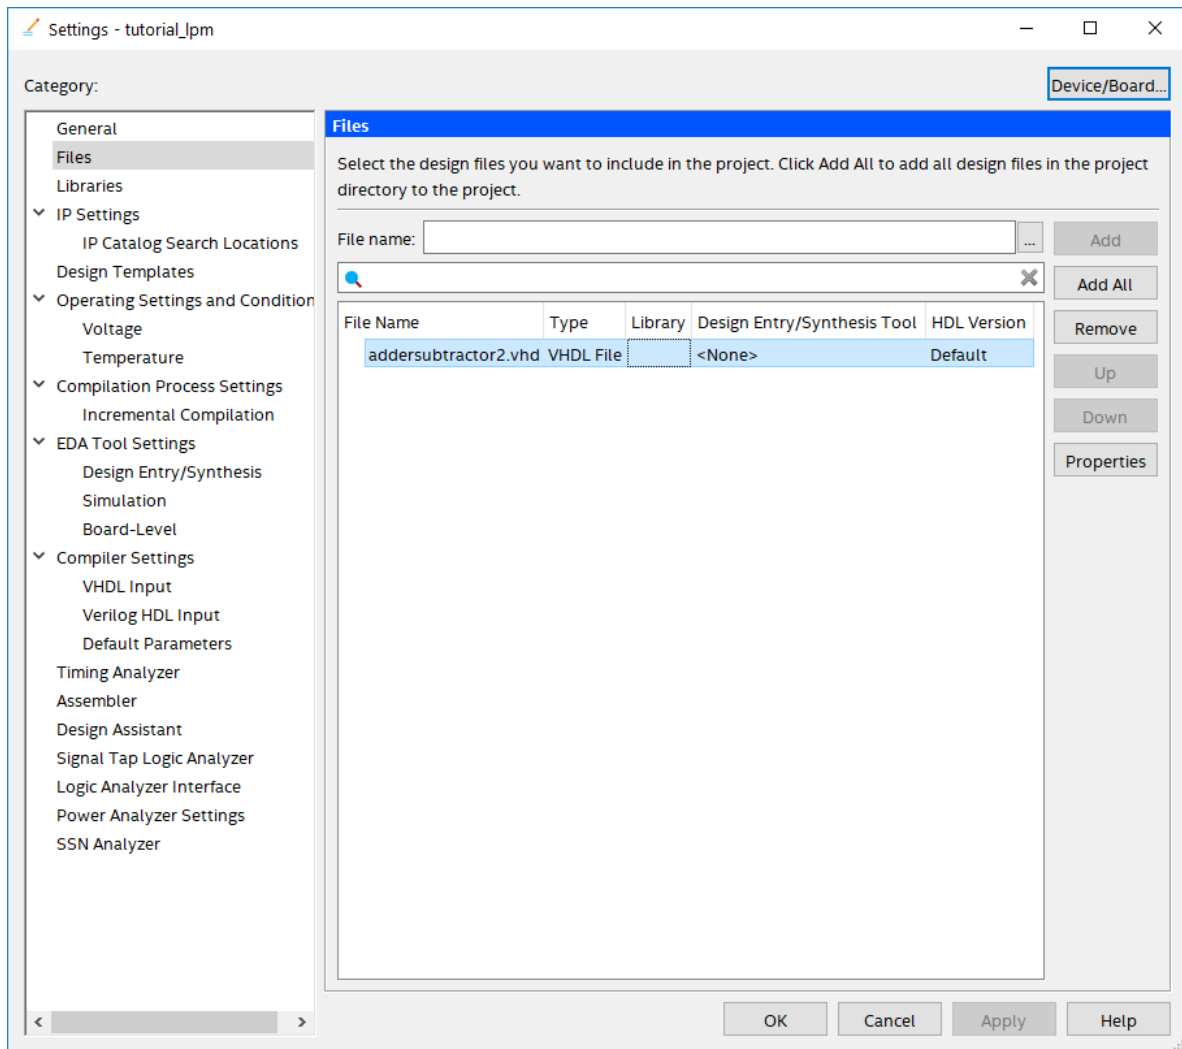 Settings - tutorial_lpm
Category:
Device/Board...
General
Files
Libraries
IP Settings
IP Catalog Search Locations
Design Templates
Operating Settings and Condition
Voltage
Temperature
Compilation Process Settings
Incremental Compilation
EDA Tool Settings
Design Entry/Synthesis
Simulation
Board-Level
Compiler Settings
VHDL Input
Verilog HDL Input
Default Parameters
Timing Analyzer
Assembler
Design Assistant
Signal Tap Logic Analyzer
Logic Analyzer Interface
Power Analyzer Settings
SSN Analyzer
Files
Select the design files you want to include in the project. Click Add All to add all design files in the project
directory to the project.
File name:
...
Add
Add All
File Name Type Library Design Entry/Synthesis Tool HDL Version
addersubtractor2.vhd VHDL File <None> Default
Remove
Up
Down
Properties
OK Cancel Apply Help